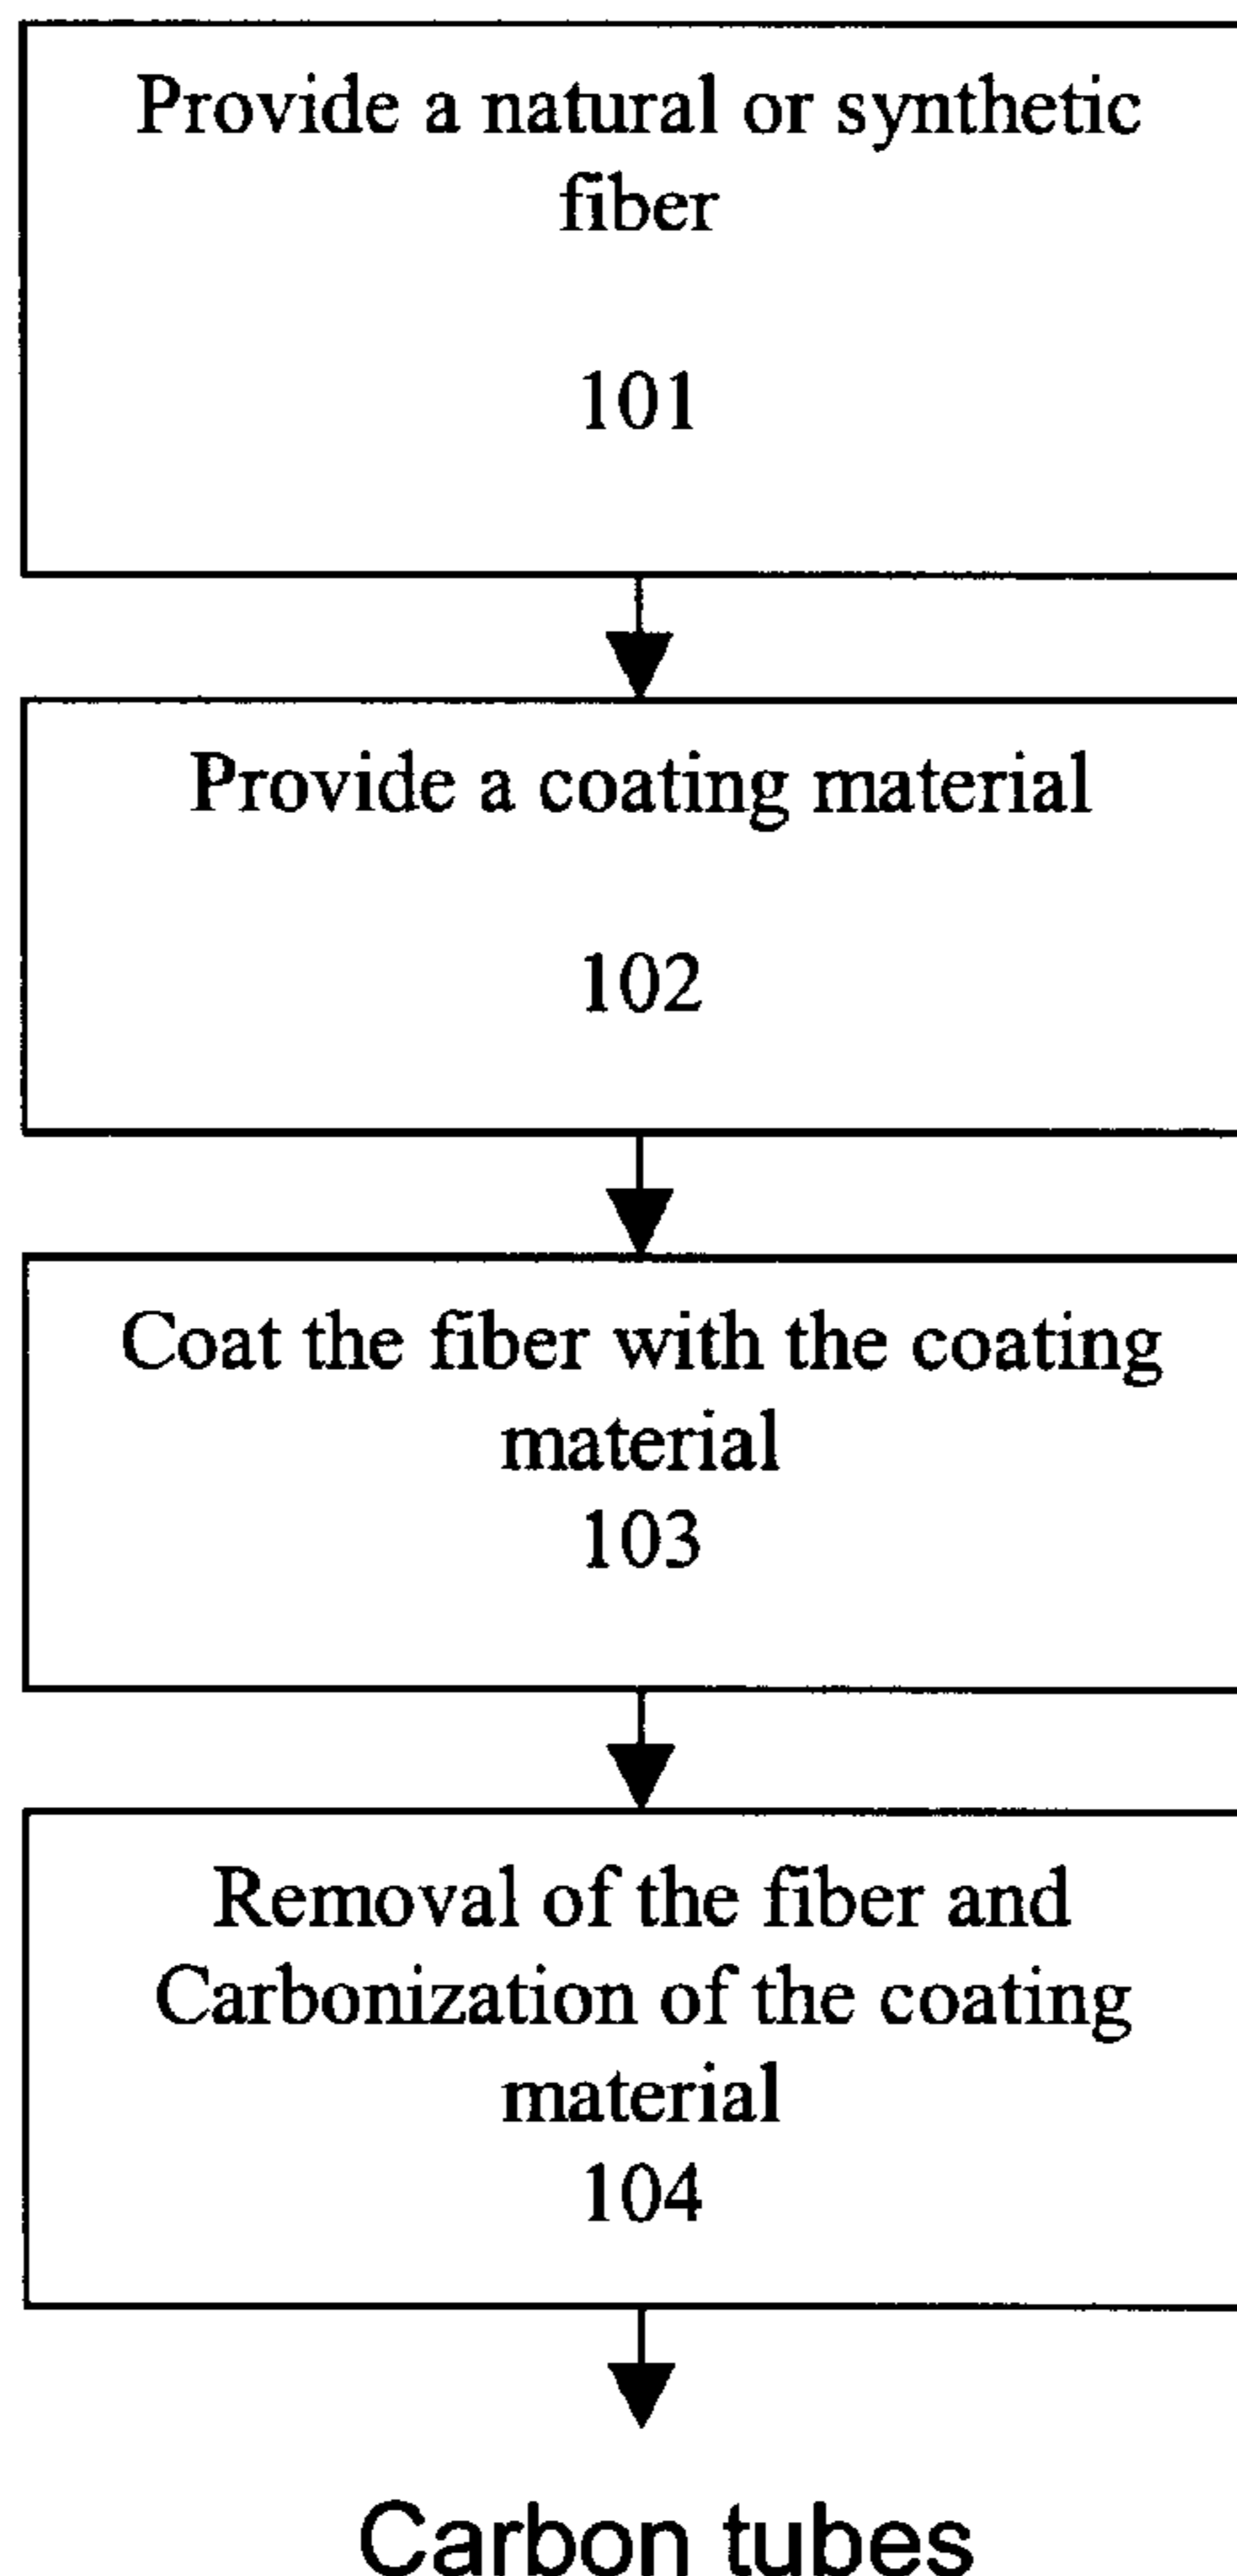 Provide a natural or synthetic
fiber
101
Provide a coating material
102
Coat the fiber with the coating
material
103
Removal of the fiber and
Carbonization of the coating
material
104
Carbon tubes